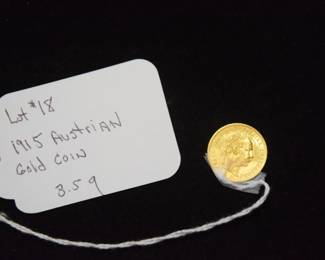 Lot #18
1915 Austrian
Gold Coin
3.5 g